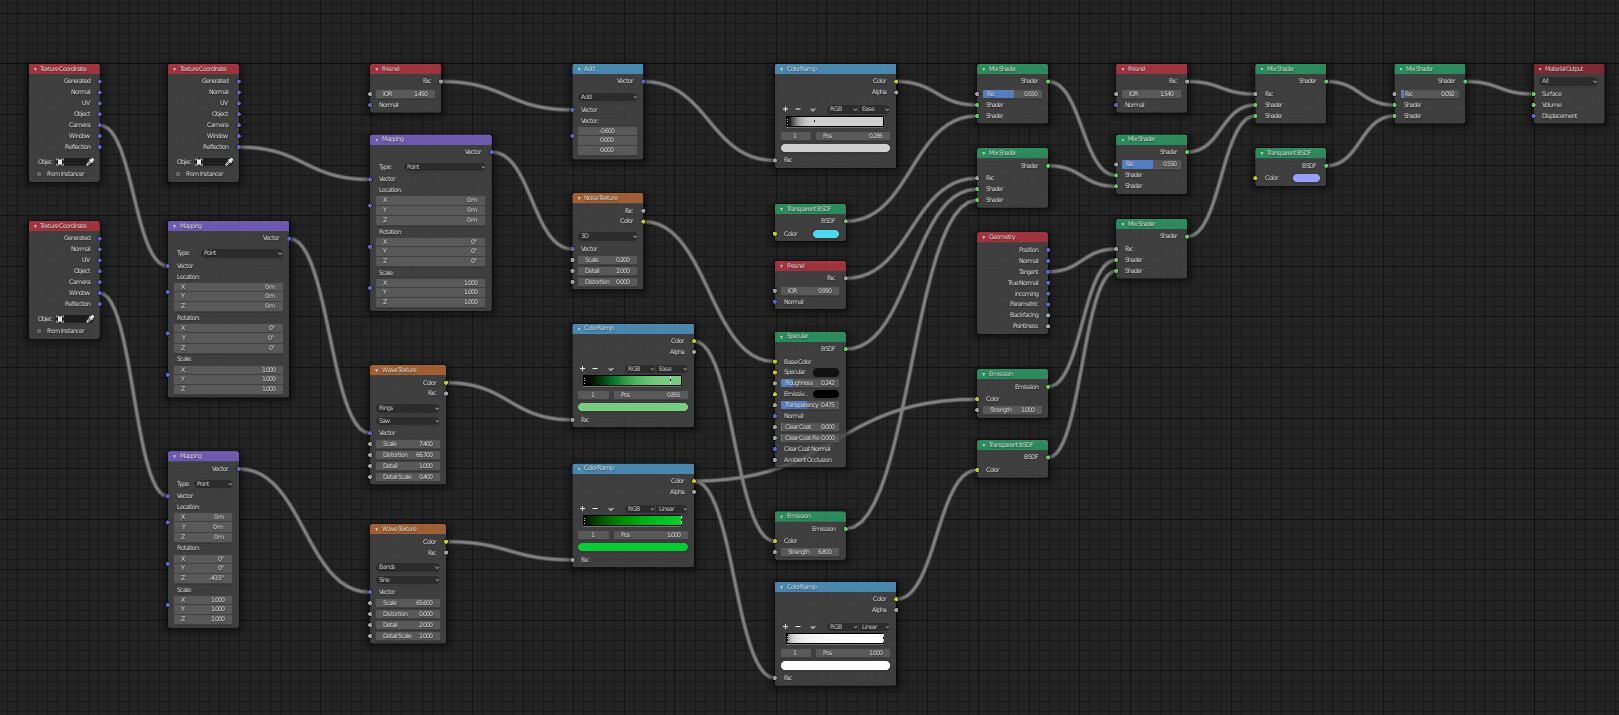 Texture Coordinate
Generated
Normal
UV
Object
Camera
Window
Reflection
Objec
From Instancer
Texture Coordinate
Generated
Normal
UV
Object
Camera
Window
Reflection
Objec
From Instancer
Texture Coordinate
Generated
Normal
UV
Object
Camera
Window
Reflection
Objec
From Instancer
Mapping
Vector
Type: Point
Vector
Location:
X 0m
Y 0m
Z 0m
Rotation:
X 0°
Y 0°
Z 0°
Scale:
X 1.000
Y 1.000
Z 1.000
Mapping
Vector
Type: Point
Vector
Location:
X 0m
Y 0m
Z 0m
Rotation:
X 0°
Y 0°
Z -43.5°
Scale:
X 1.000
Y 1.000
Z 1.000
Fresnel
Fac
IOR 1.450
Normal
Mapping
Vector
Type: Point
Vector
Location:
X 0m
Y 0m
Z 0m
Rotation:
X 0°
Y 0°
Z 0°
Scale:
X 1.000
Y 1.000
Z 1.000
Wave Texture
Color
Fac
Rings
Saw
Vector
Scale 7.400
Distortion 66.700
Detail 1.000
Detail Scale 0.400
Wave Texture
Color
Fac
Bands
Sine
Vector
Scale 65.600
Distortion 0.000
Detail 2.000
Detail Scale 1.000
Add
Vector
Add
Vector
Vector:
-0.600
0.000
0.000
Noise Texture
Fac
Color
3D
Vector
Scale 0.200
Detail 2.000
Distortion 0.000
ColorRamp
Color
Alpha
RGB Ease
1 Pos 0.891
Fac
ColorRamp
Color
Alpha
RGB Linear
1 Pos 1.000
Fac
ColorRamp
Color
Alpha
RGB Ease
1 Pos 0.286
Fac
Transparent BSDF
BSDF
Color
Fresnel
Fac
IOR 0.990
Normal
Specular
BSDF
Base Color
Specular
Roughness 0.242
Emissiv..
Transparency 0.475
Normal
Clear Coat 0.000
Clear Coat Ro 0.000
Clear Coat Normal
Ambient Occlusion
Emission
Emission
Color
Strength 6.800
ColorRamp
Color
Alpha
RGB Linear
1 Pos 1.000
Fac
Mix Shader
Shader
Fac 0.550
Shader
Shader
Mix Shader
Shader
Fac
Shader
Shader
Geometry
Position
Normal
Tangent
True Normal
Incoming
Parametric
Backfacing
Pointiness
Emission
Emission
Color
Strength 1.000
Transparent BSDF
BSDF
Color
Fresnel
Fac
IOR 1.540
Normal
Mix Shader
Shader
Fac 0.550
Shader
Shader
Mix Shader
Shader
Fac
Shader
Shader
Mix Shader
Shader
Fac
Shader
Shader
Transparent BSDF
BSDF
Color
Mix Shader
Shader
Fac 0.092
Shader
Shader
Material Output
All
Surface
Volume
Displacement